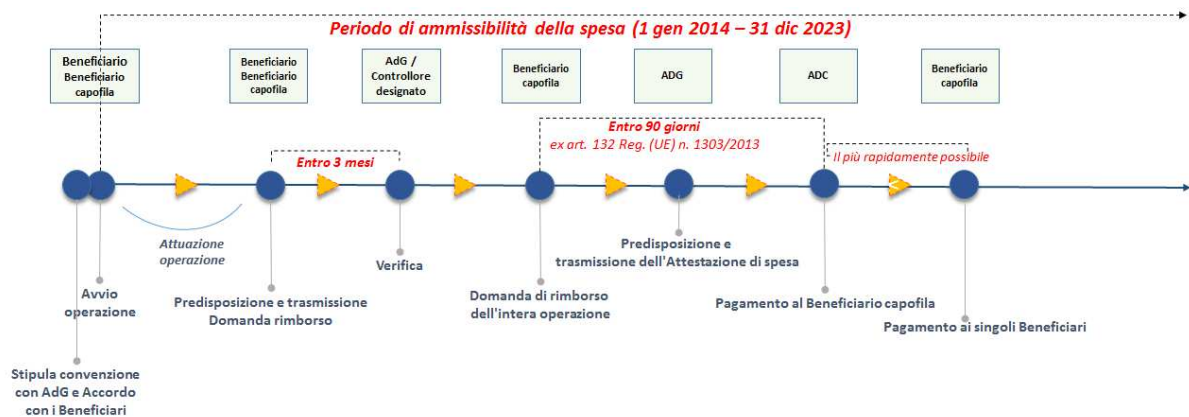 Periodo di ammissibilità della spesa (1 gen 2014 – 31 dic 2023)
Beneficiario
Beneficiario
capofila
Beneficiario
Beneficiario
capofila
AdG /
Controllore
designato
Beneficiario
capofila
ADG
ADC
Beneficiario
capofila
Entro 3 mesi
Entro 90 giorni
ex art. 132 Reg. (UE) n. 1303/2013
Il più rapidamente possibile
Attuazione
operazione
Avvio
operazione
Stipula convenzione
con AdG e Accordo
con i Beneficiari
Predisposizione e trasmissione
Domanda rimborso
Verifica
Domanda di rimborso
dell'intera operazione
Predisposizione e
trasmissione dell'Attestazione di spesa
Pagamento al Beneficiario capofila
Pagamento ai singoli Beneficiari